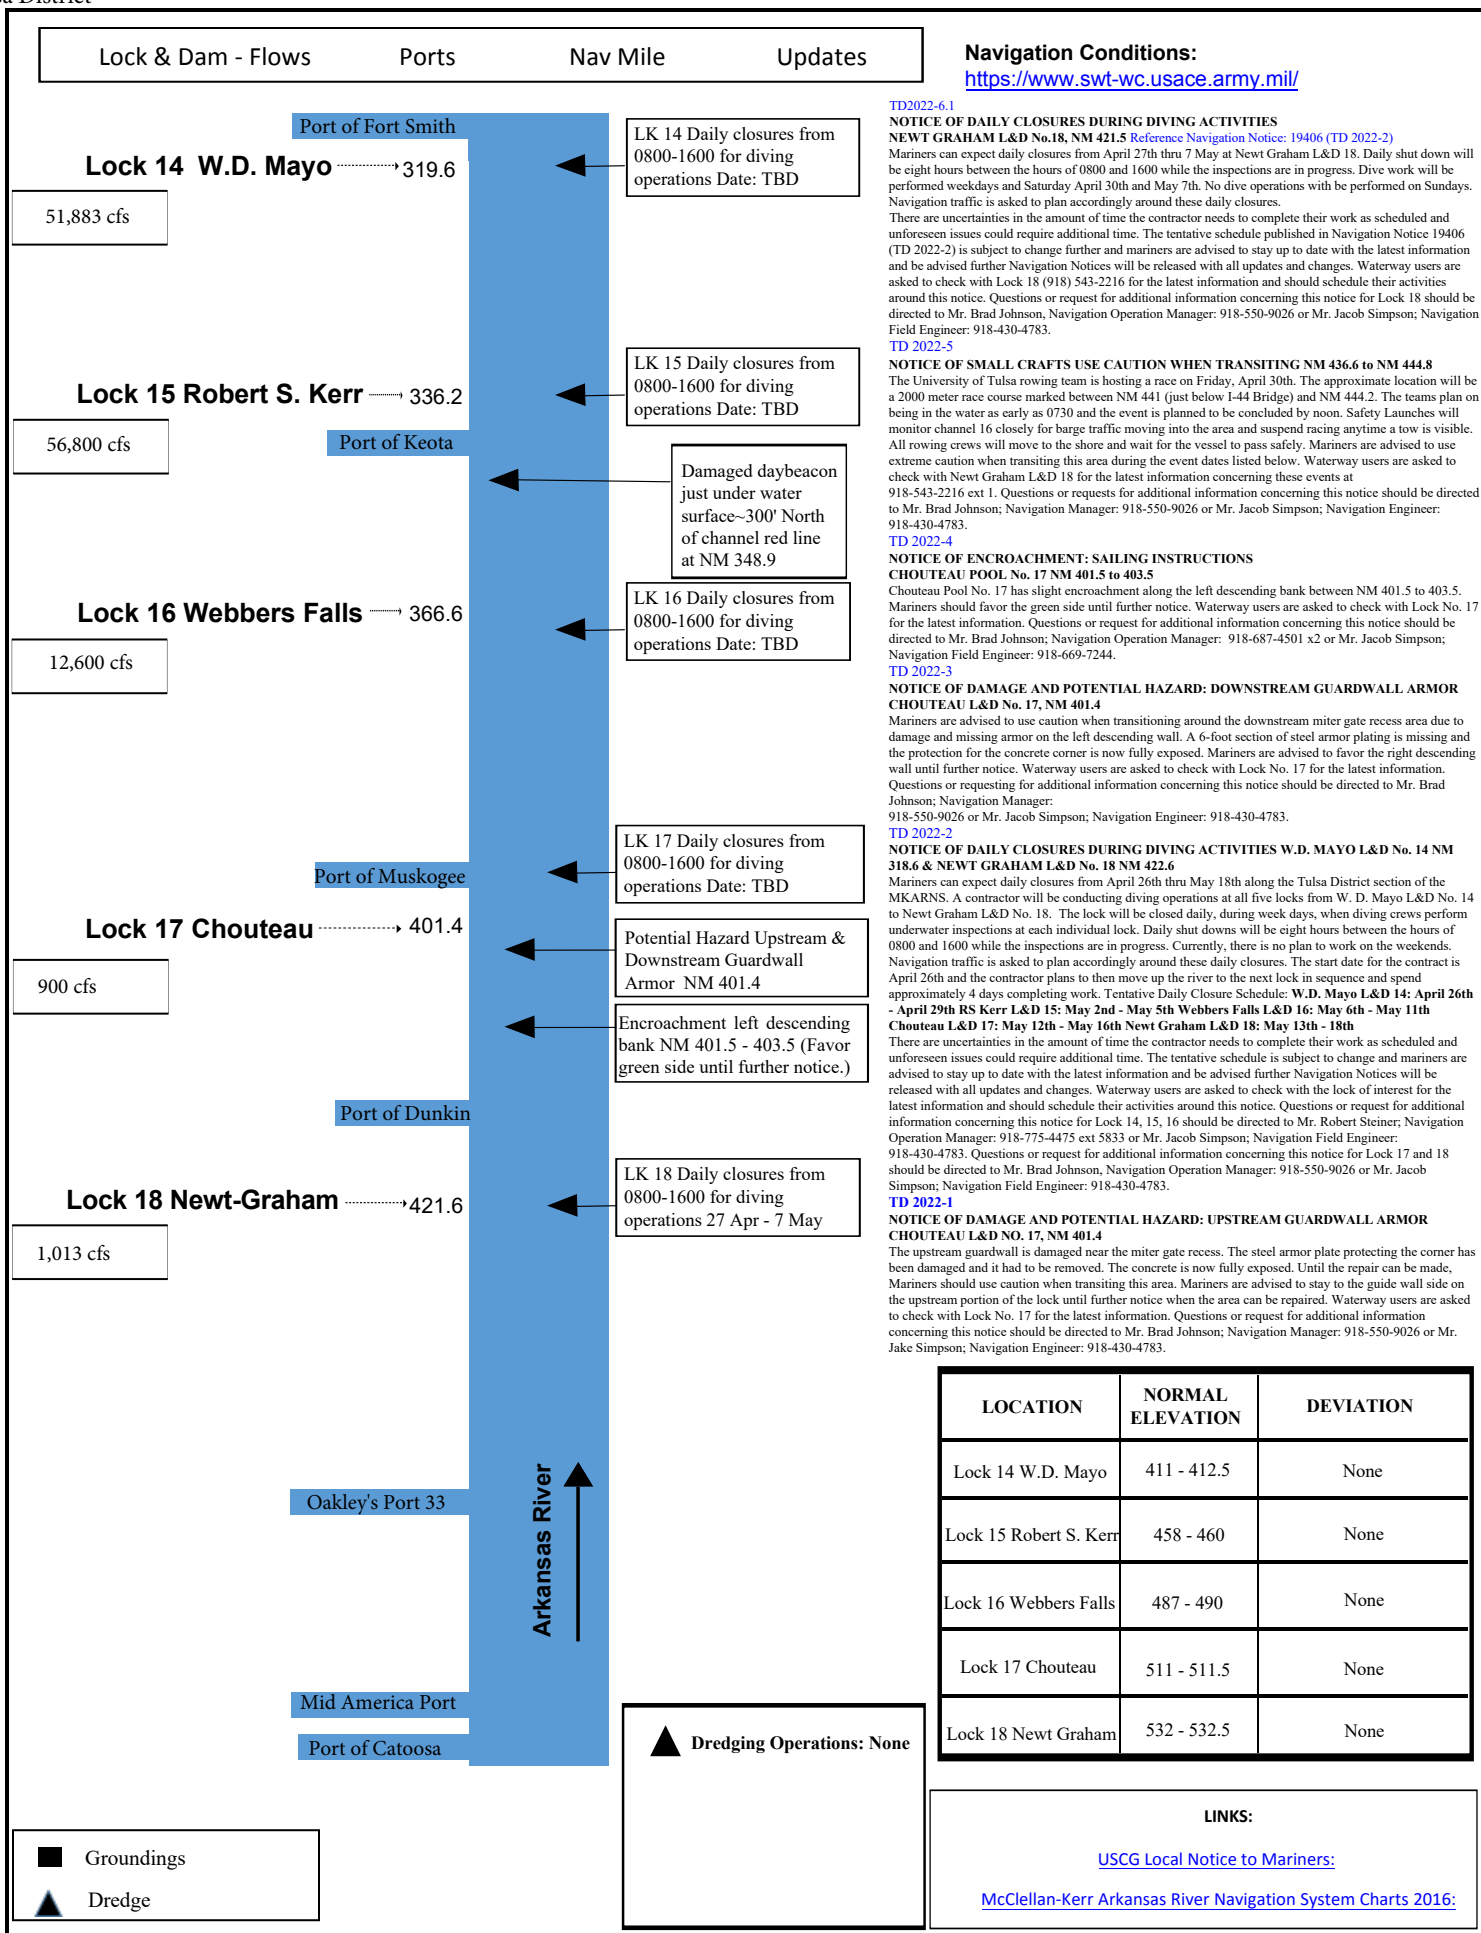 sa District
Lock & Dam - Flows Ports Nav Mile Updates
Port of Fort Smith
Lock 14 W.D. Mayo 319.6
51,883 cfs
LK 14 Daily closures from
0800-1600 for diving
operations Date: TBD
Lock 15 Robert S. Kerr 336.2
56,800 cfs
Port of Keota
LK 15 Daily closures from
0800-1600 for diving
operations Date: TBD
Damaged daybeacon
just under water
surface~300' North
of channel red line
at NM 348.9
Lock 16 Webbers Falls 366.6
12,600 cfs
LK 16 Daily closures from
0800-1600 for diving
operations Date: TBD
Port of Muskogee
LK 17 Daily closures from
0800-1600 for diving
operations Date: TBD
Lock 17 Chouteau 401.4
900 cfs
Potential Hazard Upstream &
Downstream Guardwall
Armor NM 401.4
Encroachment left descending
bank NM 401.5 - 403.5 (Favor
green side until further notice.)
Port of Dunkin
Lock 18 Newt-Graham 421.6
1,013 cfs
LK 18 Daily closures from
0800-1600 for diving
operations 27 Apr - 7 May
Oakley's Port 33
Arkansas River
Mid America Port
Port of Catoosa
Dredging Operations: None
Groundings
Dredge
Navigation Conditions:
https://www.swt-wc.usace.army.mil/
TD2022-6.1
NOTICE OF DAILY CLOSURES DURING DIVING ACTIVITIES
NEWT GRAHAM L&D No.18, NM 421.5 Reference Navigation Notice: 19406 (TD 2022-2)
Mariners can expect daily closures from April 27th thru 7 May at Newt Graham L&D 18. Daily shut down will
be eight hours between the hours of 0800 and 1600 while the inspections are in progress. Dive work will be
performed weekdays and Saturday April 30th and May 7th. No dive operations with be performed on Sundays.
Navigation traffic is asked to plan accordingly around these daily closures.
There are uncertainties in the amount of time the contractor needs to complete their work as scheduled and
unforeseen issues could require additional time. The tentative schedule published in Navigation Notice 19406
(TD 2022-2) is subject to change further and mariners are advised to stay up to date with the latest information
and be advised further Navigation Notices will be released with all updates and changes. Waterway users are
asked to check with Lock 18 (918) 543-2216 for the latest information and should schedule their activities
around this notice. Questions or request for additional information concerning this notice for Lock 18 should be
directed to Mr. Brad Johnson, Navigation Operation Manager: 918-550-9026 or Mr. Jacob Simpson; Navigation
Field Engineer: 918-430-4783.
TD 2022-5
NOTICE OF SMALL CRAFTS USE CAUTION WHEN TRANSITING NM 436.6 to NM 444.8
The University of Tulsa rowing team is hosting a race on Friday, April 30th. The approximate location will be
a 2000 meter race course marked between NM 441 (just below I-44 Bridge) and NM 444.2. The teams plan on
being in the water as early as 0730 and the event is planned to be concluded by noon. Safety Launches will
monitor channel 16 closely for barge traffic moving into the area and suspend racing anytime a tow is visible.
All rowing crews will move to the shore and wait for the vessel to pass safely. Mariners are advised to use
extreme caution when transiting this area during the event dates listed below. Waterway users are asked to
check with Newt Graham L&D 18 for the latest information concerning these events at
918-543-2216 ext 1. Questions or requests for additional information concerning this notice should be directed
to Mr. Brad Johnson; Navigation Manager: 918-550-9026 or Mr. Jacob Simpson; Navigation Engineer:
918-430-4783.
TD 2022-4
NOTICE OF ENCROACHMENT: SAILING INSTRUCTIONS
CHOUTEAU POOL No. 17 NM 401.5 to 403.5
Chouteau Pool No. 17 has slight encroachment along the left descending bank between NM 401.5 to 403.5.
Mariners should favor the green side until further notice. Waterway users are asked to check with Lock No. 17
for the latest information. Questions or request for additional information concerning this notice should be
directed to Mr. Brad Johnson; Navigation Operation Manager: 918-687-4501 x2 or Mr. Jacob Simpson;
Navigation Field Engineer: 918-669-7244.
TD 2022-3
NOTICE OF DAMAGE AND POTENTIAL HAZARD: DOWNSTREAM GUARDWALL ARMOR
CHOUTEAU L&D No. 17, NM 401.4
Mariners are advised to use caution when transitioning around the downstream miter gate recess area due to
damage and missing armor on the left descending wall. A 6-foot section of steel armor plating is missing and
the protection for the concrete corner is now fully exposed. Mariners are advised to favor the right descending
wall until further notice. Waterway users are asked to check with Lock No. 17 for the latest information.
Questions or requesting for additional information concerning this notice should be directed to Mr. Brad
Johnson; Navigation Manager:
918-550-9026 or Mr. Jacob Simpson; Navigation Engineer: 918-430-4783.
TD 2022-2
NOTICE OF DAILY CLOSURES DURING DIVING ACTIVITIES W.D. MAYO L&D No. 14 NM
318.6 & NEWT GRAHAM L&D No. 18 NM 422.6
Mariners can expect daily closures from April 26th thru May 18th along the Tulsa District section of the
MKARNS. A contractor will be conducting diving operations at all five locks from W. D. Mayo L&D No. 14
to Newt Graham L&D No. 18. The lock will be closed daily, during week days, when diving crews perform
underwater inspections at each individual lock. Daily shut downs will be eight hours between the hours of
0800 and 1600 while the inspections are in progress. Currently, there is no plan to work on the weekends.
Navigation traffic is asked to plan accordingly around these daily closures. The start date for the contract is
April 26th and the contractor plans to then move up the river to the next lock in sequence and spend
approximately 4 days completing work. Tentative Daily Closure Schedule: W.D. Mayo L&D 14: April 26th
- April 29th RS Kerr L&D 15: May 2nd - May 5th Webbers Falls L&D 16: May 6th - May 11th
Chouteau L&D 17: May 12th - May 16th Newt Graham L&D 18: May 13th - 18th
There are uncertainties in the amount of time the contractor needs to complete their work as scheduled and
unforeseen issues could require additional time. The tentative schedule is subject to change and mariners are
advised to stay up to date with the latest information and be advised further Navigation Notices will be
released with all updates and changes. Waterway users are asked to check with the lock of interest for the
latest information and should schedule their activities around this notice. Questions or request for additional
information concerning this notice for Lock 14, 15, 16 should be directed to Mr. Robert Steiner; Navigation
Operation Manager: 918-775-4475 ext 5833 or Mr. Jacob Simpson; Navigation Field Engineer:
918-430-4783. Questions or request for additional information concerning this notice for Lock 17 and 18
should be directed to Mr. Brad Johnson, Navigation Operation Manager: 918-550-9026 or Mr. Jacob
Simpson; Navigation Field Engineer: 918-430-4783.
TD 2022-1
NOTICE OF DAMAGE AND POTENTIAL HAZARD: UPSTREAM GUARDWALL ARMOR
CHOUTEAU L&D NO. 17, NM 401.4
The upstream guardwall is damaged near the miter gate recess. The steel armor plate protecting the corner has
been damaged and it had to be removed. The concrete is now fully exposed. Until the repair can be made,
Mariners should use caution when transiting this area. Mariners are advised to stay to the guide wall side on
the upstream portion of the lock until further notice when the area can be repaired. Waterway users are asked
to check with Lock No. 17 for the latest information. Questions or request for additional information
concerning this notice should be directed to Mr. Brad Johnson; Navigation Manager: 918-550-9026 or Mr.
Jake Simpson; Navigation Engineer: 918-430-4783.
LOCATION NORMAL ELEVATION DEVIATION
Lock 14 W.D. Mayo 411 - 412.5 None
Lock 15 Robert S. Kerr 458 - 460 None
Lock 16 Webbers Falls 487 - 490 None
Lock 17 Chouteau 511 - 511.5 None
Lock 18 Newt Graham 532 - 532.5 None
LINKS:
USCG Local Notice to Mariners:
McClellan-Kerr Arkansas River Navigation System Charts 2016: